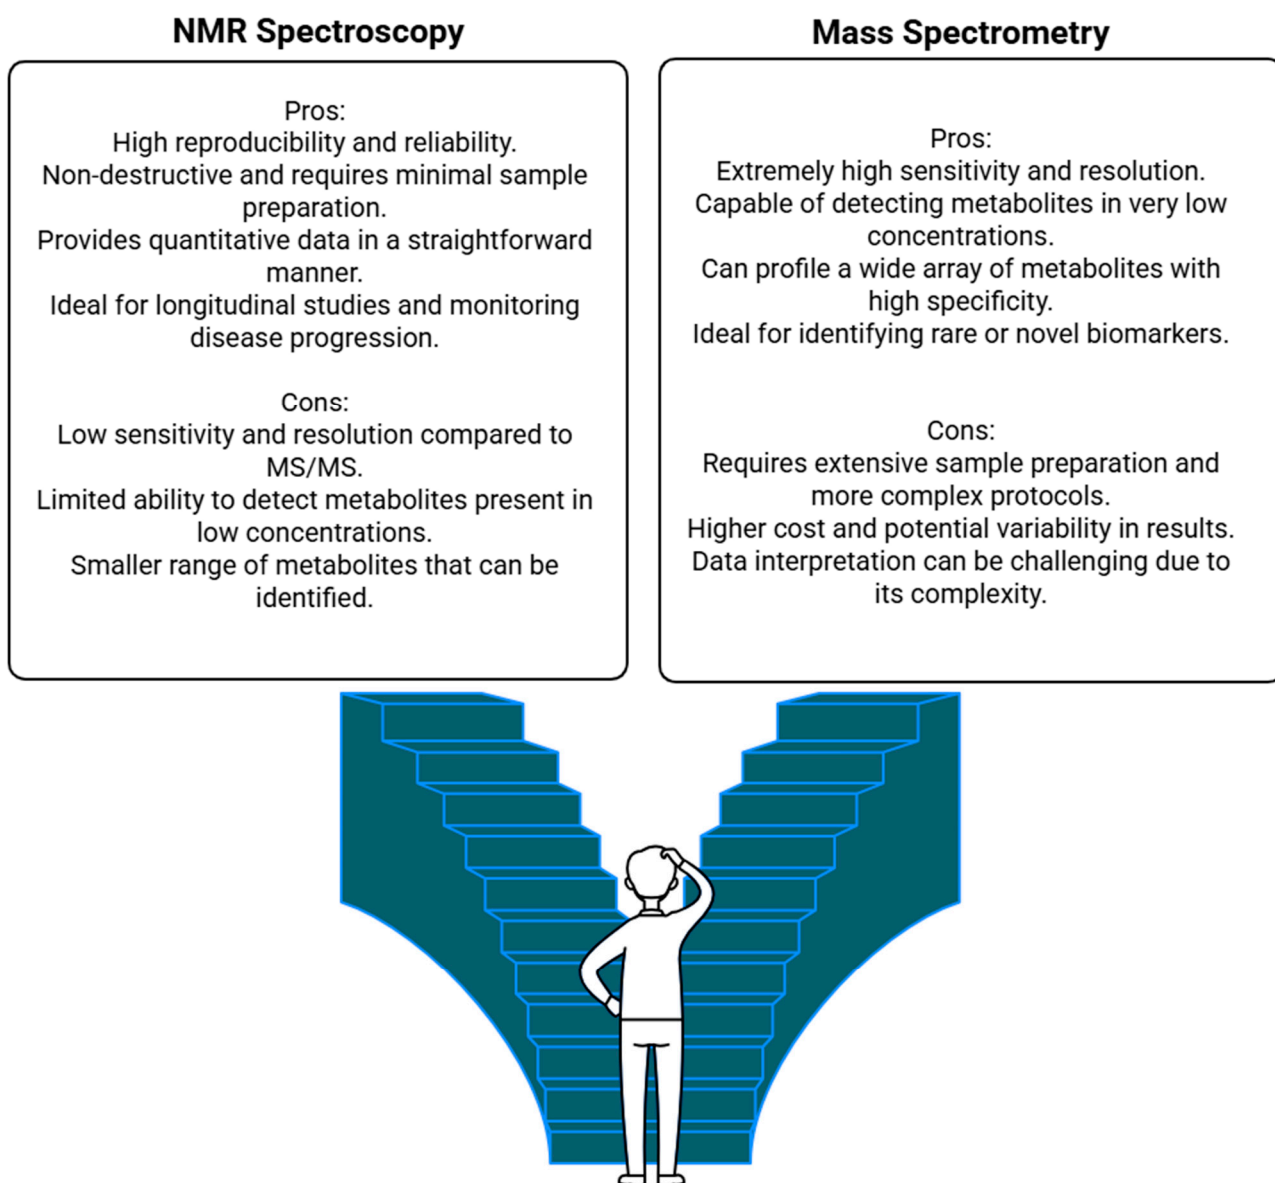 NMR Spectroscopy
Pros:
High reproducibility and reliability.
Non-destructive and requires minimal sample
preparation.
Provides quantitative data in a straightforward
manner.
Ideal for longitudinal studies and monitoring
disease progression.
Cons:
Low sensitivity and resolution compared to
MS/MS.
Limited ability to detect metabolites present in
low concentrations.
Smaller range of metabolites that can be
identified.
Mass Spectrometry
Pros:
Extremely high sensitivity and resolution.
Capable of detecting metabolites in very low
concentrations.
Can profile a wide array of metabolites with
high specificity.
Ideal for identifying rare or novel biomarkers.
Cons:
Requires extensive sample preparation and
more complex protocols.
Higher cost and potential variability in results.
Data interpretation can be challenging due to
its complexity.